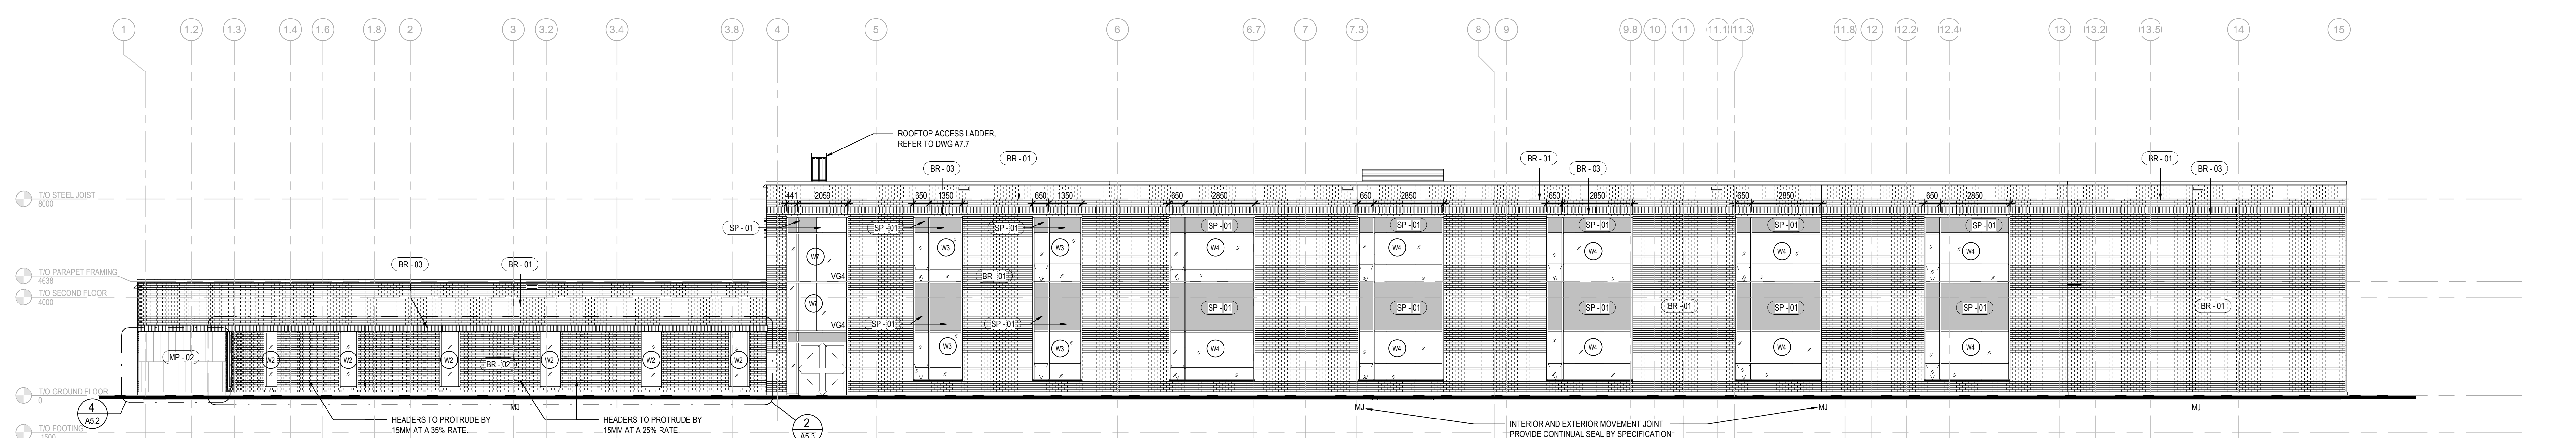 1 1.2 1.3 1.4 1.6 1.8 2 3 3.2 3.4 3.8 4 5 6 6.7 7 7.3 8 9 9.8 10 11 11.1 11.3 11.8 12 12.2 12.4 13 13.2 13.5 14 15
ROOFTOP ACCESS LADDER,
REFER TO DWG A7.7
BR - 03
BR - 01
BR - 01
BR - 03
BR - 01
BR - 03
T/O STEEL JOIST
8000
441 2059 650 1350 650 1350 650 2850 650 2850 650 2850 650 2850 650 2850
SP - 01 SP - 01 SP - 01 SP - 01 SP - 01 SP - 01 SP - 01 SP - 01
W7 W3 W3 W4 W4 W4 W4 W4
BR - 03 BR - 01
T/O PARAPET FRAMING
4638
VG4 BR - 01
T/O SECOND FLOOR
4000
W7 SP - 01 SP - 01 SP - 01 BR - 01 SP - 01 SP - 01 BR - 01
VG4 SP - 01 SP - 01
W3 W3 W4 W4 W4 W4 W4
MP - 02 W2 W2 W2 BR - 02 W2 W2 W2
T/O GROUND FLOOR
0
4
A5.2
MJ MJ MJ MJ
HEADERS TO PROTRUDE BY
15MM AT A 35% RATE.
HEADERS TO PROTRUDE BY
15MM AT A 25% RATE.
2
A5.3
INTERIOR AND EXTERIOR MOVEMENT JOINT
PROVIDE CONTINUAL SEAL BY SPECIFICATION
T/O FOOTING